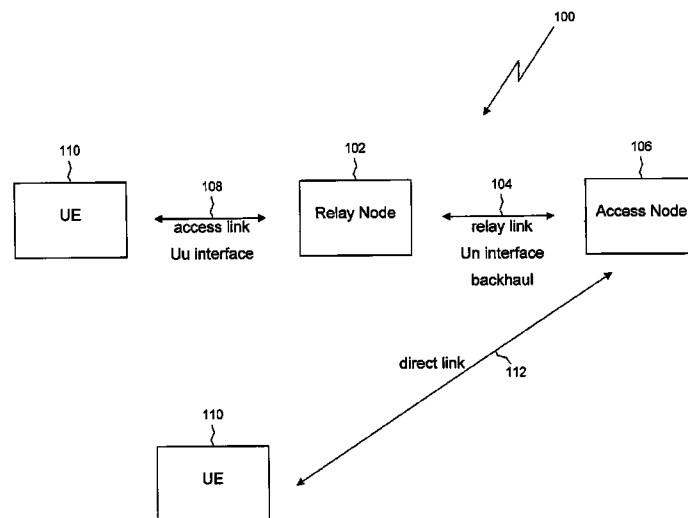 100
110
102
106
UE
108
Relay Node
104
Access Node
access link
relay link
Uu interface
Un interface
backhaul
direct link
112
110
UE